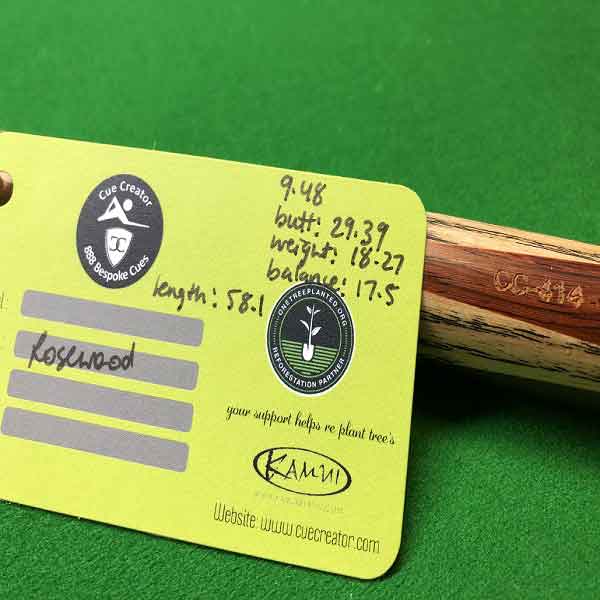 9.48
butt: 29.39
weight: 18.27
balance: 17.5
length: 58.1
Cue Creator
888 Bespoke Cues
Rosewood
ONETREEPLANTED.ORG
REFORESTATION PARTNER
your support helps re plant tree's
KAMUI
Website: www.cuecreator.com
CC-414